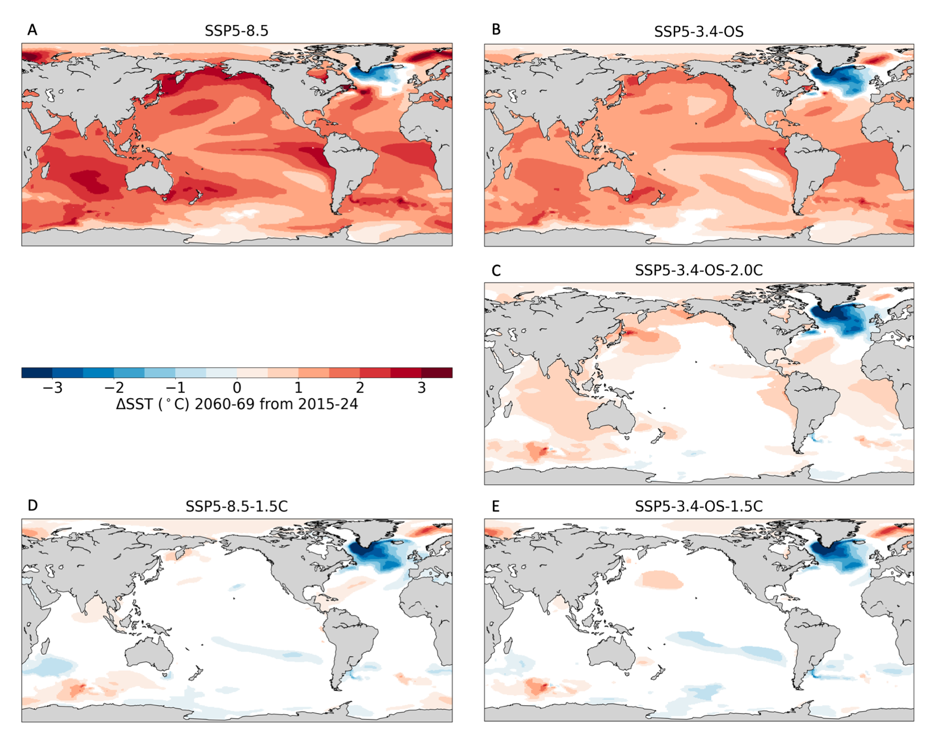 A
SSP5-8.5
B
SSP5-3.4-OS
C
SSP5-3.4-OS-2.0C
−3 −2 −1 0 1 2 3
ΔSST (°C) 2060-69 from 2015-24
D
SSP5-8.5-1.5C
E
SSP5-3.4-OS-1.5C